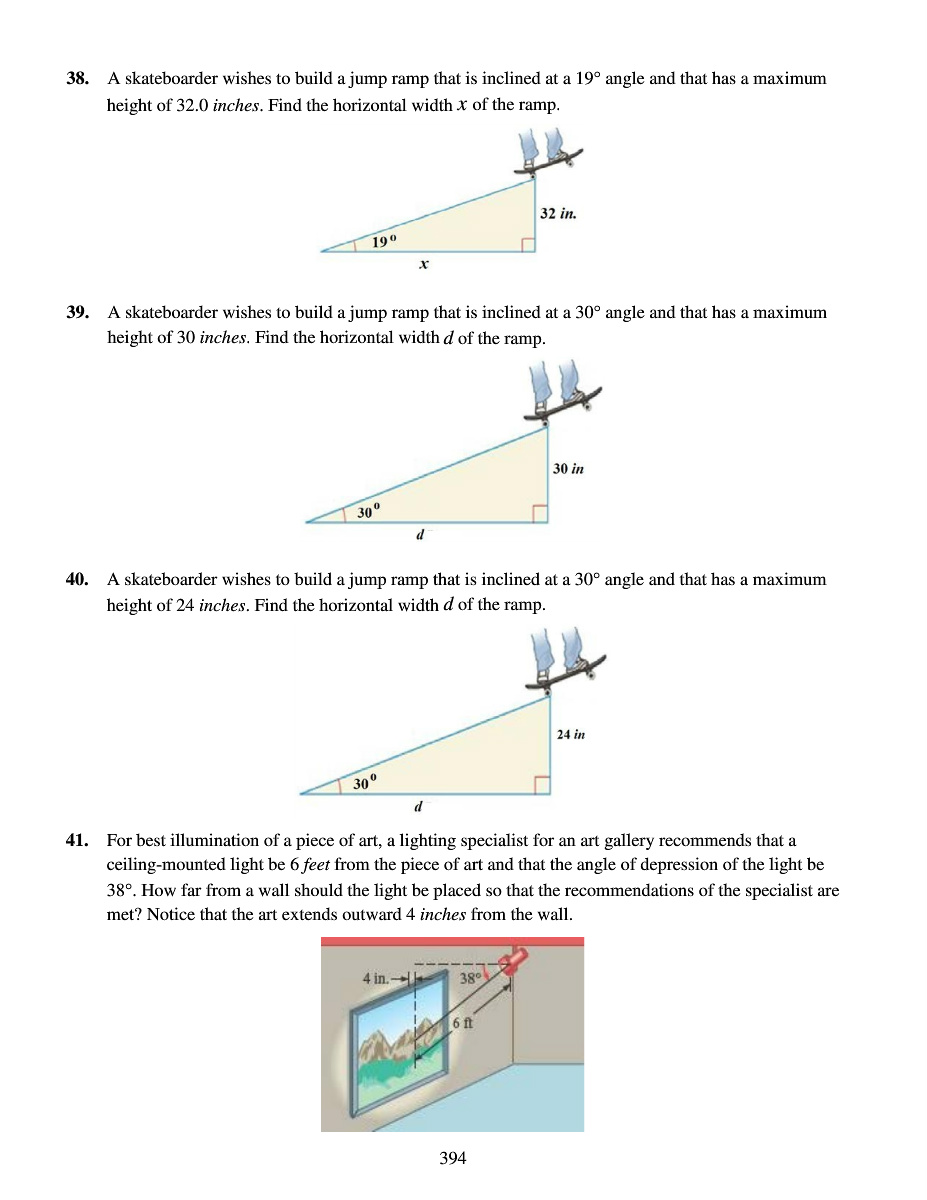 38. A skateboarder wishes to build a jump ramp that is inclined at a 19° angle and that has a maximum
height of 32.0 inches. Find the horizontal width x of the ramp.
32 in.
19⁰
x
39. A skateboarder wishes to build a jump ramp that is inclined at a 30° angle and that has a maximum
height of 30 inches. Find the horizontal width d of the ramp.
30 in
30⁰
d
40. A skateboarder wishes to build a jump ramp that is inclined at a 30° angle and that has a maximum
height of 24 inches. Find the horizontal width d of the ramp.
24 in
30⁰
d
41. For best illumination of a piece of art, a lighting specialist for an art gallery recommends that a
ceiling-mounted light be 6 feet from the piece of art and that the angle of depression of the light be
38°. How far from a wall should the light be placed so that the recommendations of the specialist are
met? Notice that the art extends outward 4 inches from the wall.
4 in. 38°
6 ft
394